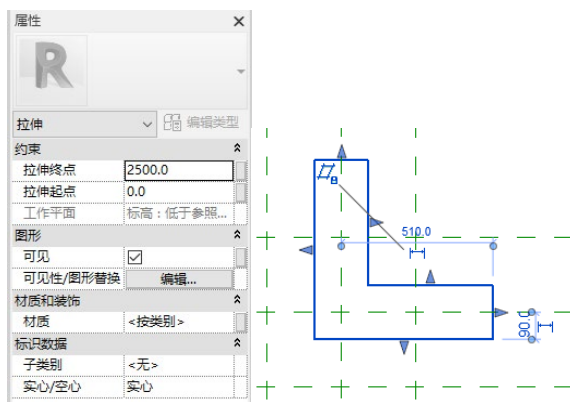 属性
R
拉伸
编辑类型
约束
拉伸终点 2500.0
拉伸起点 0.0
工作平面 标高：低于参照...
图形
可见
可见性/图形替换 编辑...
材质和装饰
材质 <按类别>
标识数据
子类别 <无>
实心/空心 实心
510.0
90.0